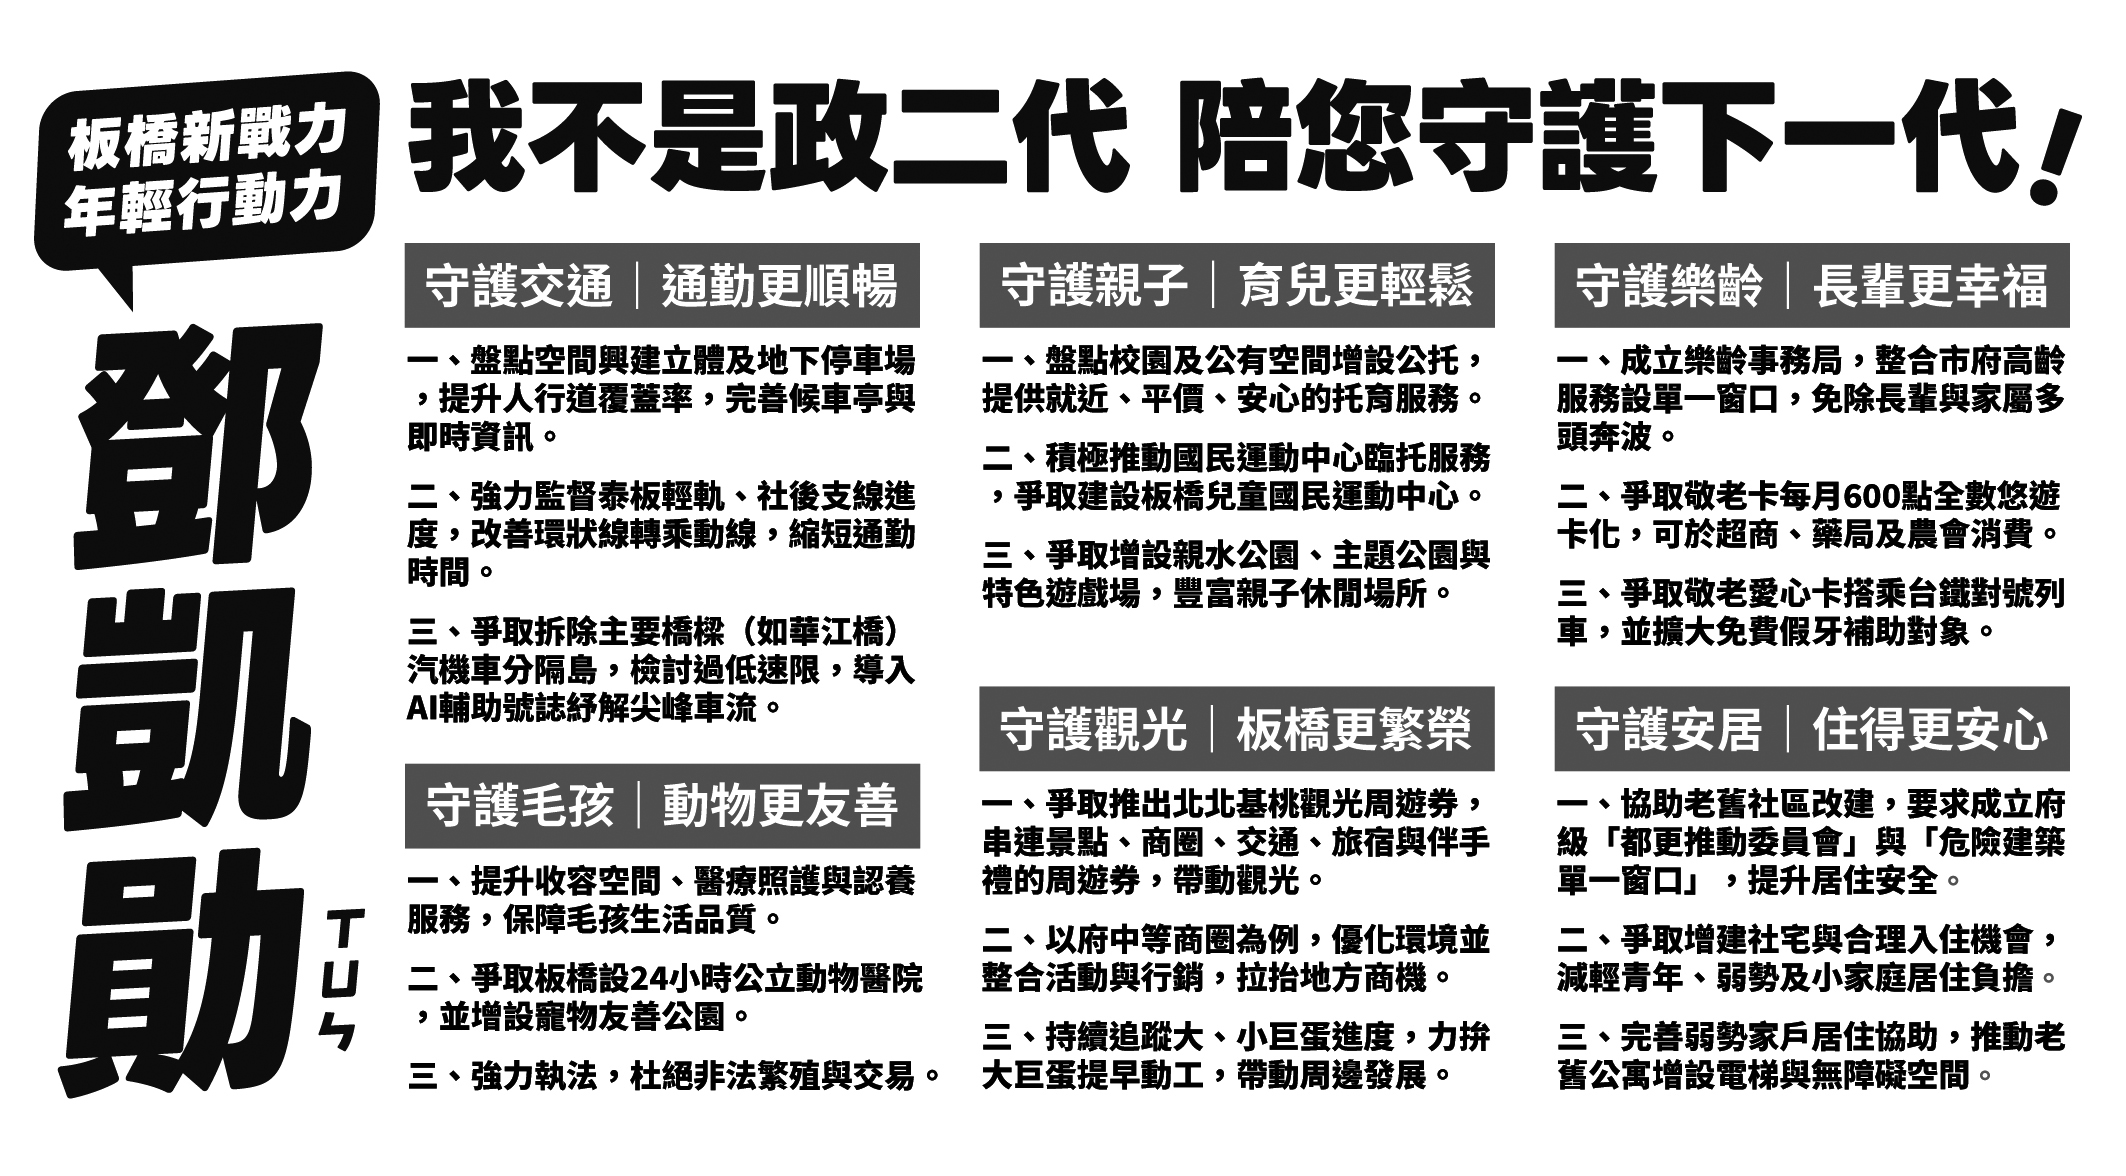 板橋新戰力
年輕行動力
鄧凱勛
TUS
我不是政二代 陪您守護下一代!
守護交通｜通勤更順暢
一、盤點空間興建立體及地下停車場
，提升人行道覆蓋率，完善候車亭與
即時資訊。
二、強力監督泰板輕軌、社後支線進
度，改善環狀線轉乘動線，縮短通勤
時間。
三、爭取拆除主要橋樑（如華江橋）
汽機車分隔島，檢討過低速限，導入
AI輔助號誌紓解尖峰車流。
守護毛孩｜動物更友善
一、提升收容空間、醫療照護與認養
服務，保障毛孩生活品質。
二、爭取板橋設24小時公立動物醫院
，並增設寵物友善公園。
三、強力執法，杜絕非法繁殖與交易。
守護親子｜育兒更輕鬆
一、盤點校園及公有空間增設公托，
提供就近、平價、安心的托育服務。
二、積極推動國民運動中心臨托服務
，爭取建設板橋兒童國民運動中心。
三、爭取增設親水公園、主題公園與
特色遊戲場，豐富親子休閒場所。
守護觀光｜板橋更繁榮
一、爭取推出北北基桃觀光周遊券，
串連景點、商圈、交通、旅宿與伴手
禮的周遊券，帶動觀光。
二、以府中等商圈為例，優化環境並
整合活動與行銷，拉抬地方商機。
三、持續追蹤大、小巨蛋進度，力拚
大巨蛋提早動工，帶動周邊發展。
守護樂齡｜長輩更幸福
一、成立樂齡事務局，整合市府高齡
服務設單一窗口，免除長輩與家屬多
頭奔波。
二、爭取敬老卡每月600點全數悠遊
卡化，可於超商、藥局及農會消費。
三、爭取敬老愛心卡搭乘台鐵對號列
車，並擴大免費假牙補助對象。
守護安居｜住得更安心
一、協助老舊社區改建，要求成立府
級「都更推動委員會」與「危險建築
單一窗口」，提升居住安全。
二、爭取增建社宅與合理入住機會，
減輕青年、弱勢及小家庭居住負擔。
三、完善弱勢家戶居住協助，推動老
舊公寓增設電梯與無障礙空間。